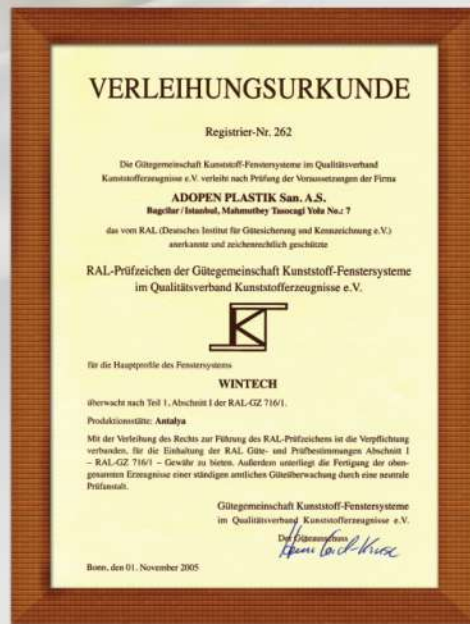 VERLEIHUNGSURKUNDE
Registrier-Nr. 262
Die Gütegemeinschaft Kunststoff-Fenstersysteme im Qualitätsverband
Kunststofferzeugnisse e.V. verleiht nach Prüfung der Voraussetzungen der Firma
ADOPEN PLASTIK San. A.S.
Bagcilar / Istanbul, Mahmutbey Tasocagi Yolu No.: 7
das vom RAL (Deutsches Institut für Gütesicherung und Kennzeichnung e.V.)
anerkannte und zeichenrechtlich geschützte
RAL-Prüfzeichen der Gütegemeinschaft Kunststoff-Fenstersysteme
im Qualitätsverband Kunststofferzeugnisse e.V.
K
für die Hauptprofile des Fenstersystems
WINTECH
überwacht nach Teil 1, Abschnitt I der RAL-GZ 716/1.
Produktionsstätte: Antalya
Mit der Verleihung des Rechts zur Führung des RAL-Prüfzeichens ist die Verpflichtung
verbunden, für die Einhaltung der RAL Güte- und Prüfbestimmungen Abschnitt I
– RAL-GZ 716/1 – Gewähr zu bieten. Außerdem unterliegt die Fertigung der oben-
genannten Erzeugnisse einer ständigen amtlichen Güteüberwachung durch eine neutrale
Prüfanstalt.
Gütegemeinschaft Kunststoff-Fenstersysteme
im Qualitätsverband Kunststofferzeugnisse e.V.
Der Güteausschuss
Bonn, den 01. November 2005